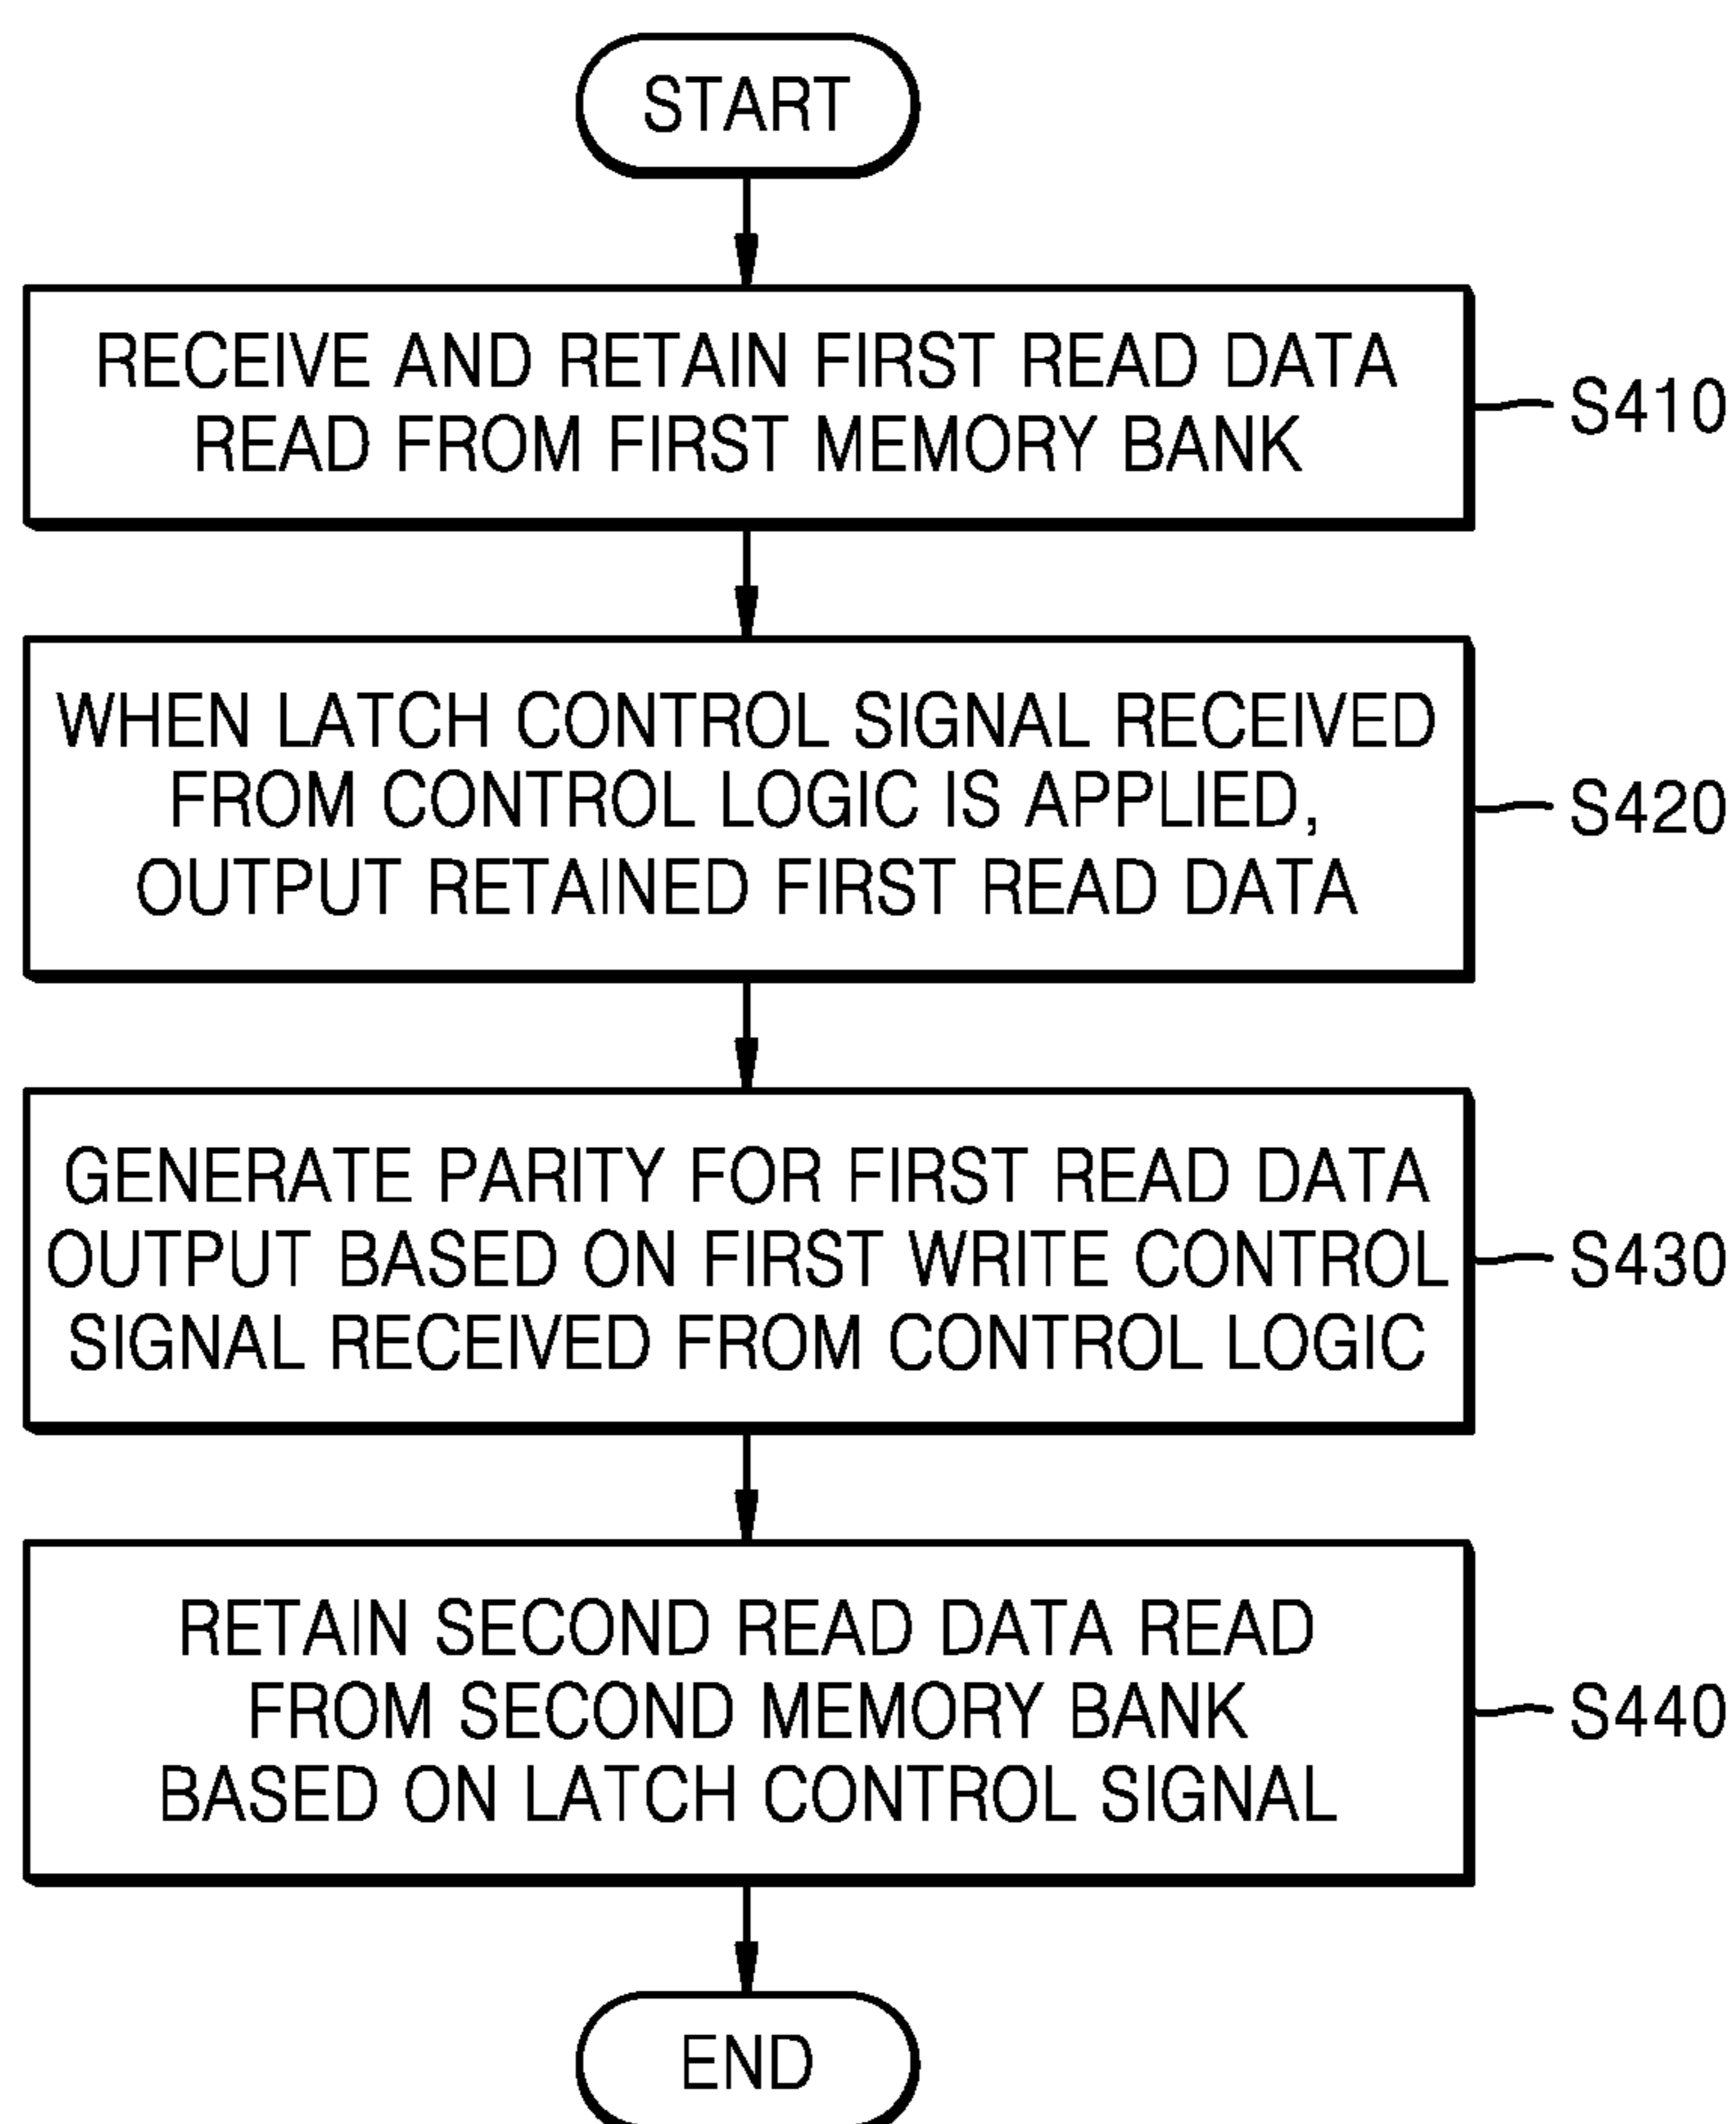 START
RECEIVE AND RETAIN FIRST READ DATA
READ FROM FIRST MEMORY BANK
S410
WHEN LATCH CONTROL SIGNAL RECEIVED
FROM CONTROL LOGIC IS APPLIED,
OUTPUT RETAINED FIRST READ DATA
S420
GENERATE PARITY FOR FIRST READ DATA
OUTPUT BASED ON FIRST WRITE CONTROL
SIGNAL RECEIVED FROM CONTROL LOGIC
S430
RETAIN SECOND READ DATA READ
FROM SECOND MEMORY BANK
BASED ON LATCH CONTROL SIGNAL
S440
END